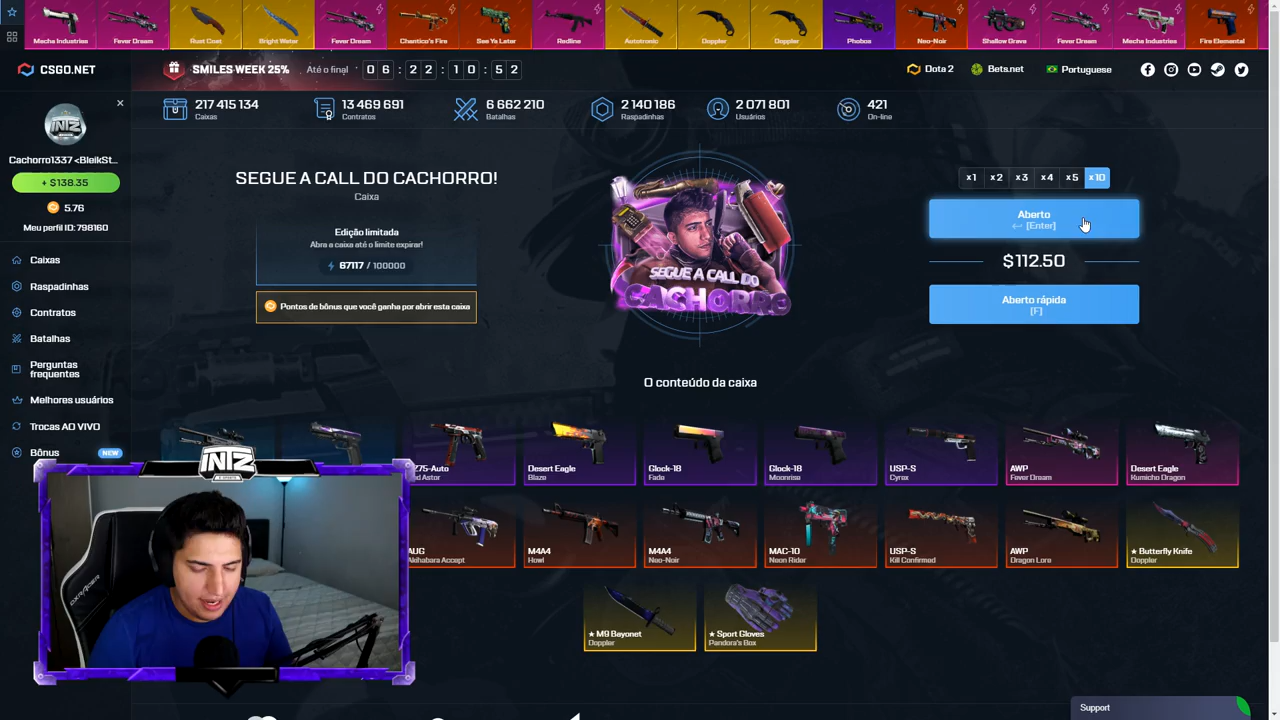 Mecha Industries
Fever Dream
Rust Coat
Bright Water
Fever Dream
Chantico's Fire
See Ya Later
Redline
Autotronic
Doppler
Doppler
Phobos
Neo-Noir
Shallow Grave
Fever Dream
Mecha Industries
Fire Elemental
CSGO.NET
SMILES WEEK 25%
Até o final
0 6 : 2 2 : 1 0 : 5 2
Dota 2
Bets.net
Portuguese
217 415 134
Caixas
13 469 691
Contratos
6 662 210
Batalhas
2 140 186
Raspadinhas
2 071 801
Usuários
421
On-line
INTZ
Cachorro1337 <BleikSt...
+ $138.35
5.76
Meu perfil ID: 798160
Caixas
Raspadinhas
Contratos
Batalhas
Perguntas
frequentes
Melhores usuários
Trocas AO VIVO
Bônus
NEW
SEGUE A CALL DO CACHORRO!
Caixa
Edição limitada
Abra a caixa até o limite expirar!
67117 / 100000
Pontos de bônus que você ganha por abrir esta caixa
SEGUE A CALL DO
CACHORRO
x1
x2
x3
x4
x5
x10
Aberto
[Enter]
$112.50
Aberto rápida
[F]
O conteúdo da caixa
CZ75-Auto
Desert Eagle
Blaze
Glock-18
Fade
Glock-18
Moonrise
USP-S
Cyrex
AWP
Fever Dream
Desert Eagle
Kumicho Dragon
AUG
Akihabara Accept
M4A4
Howl
M4A4
Neo-Noir
MAC-10
Neon Rider
USP-S
Kill Confirmed
AWP
Dragon Lore
★ Butterfly Knife
Doppler
★ M9 Bayonet
Doppler
★ Sport Gloves
Pandora's Box
INTZ
DXRACER
Support